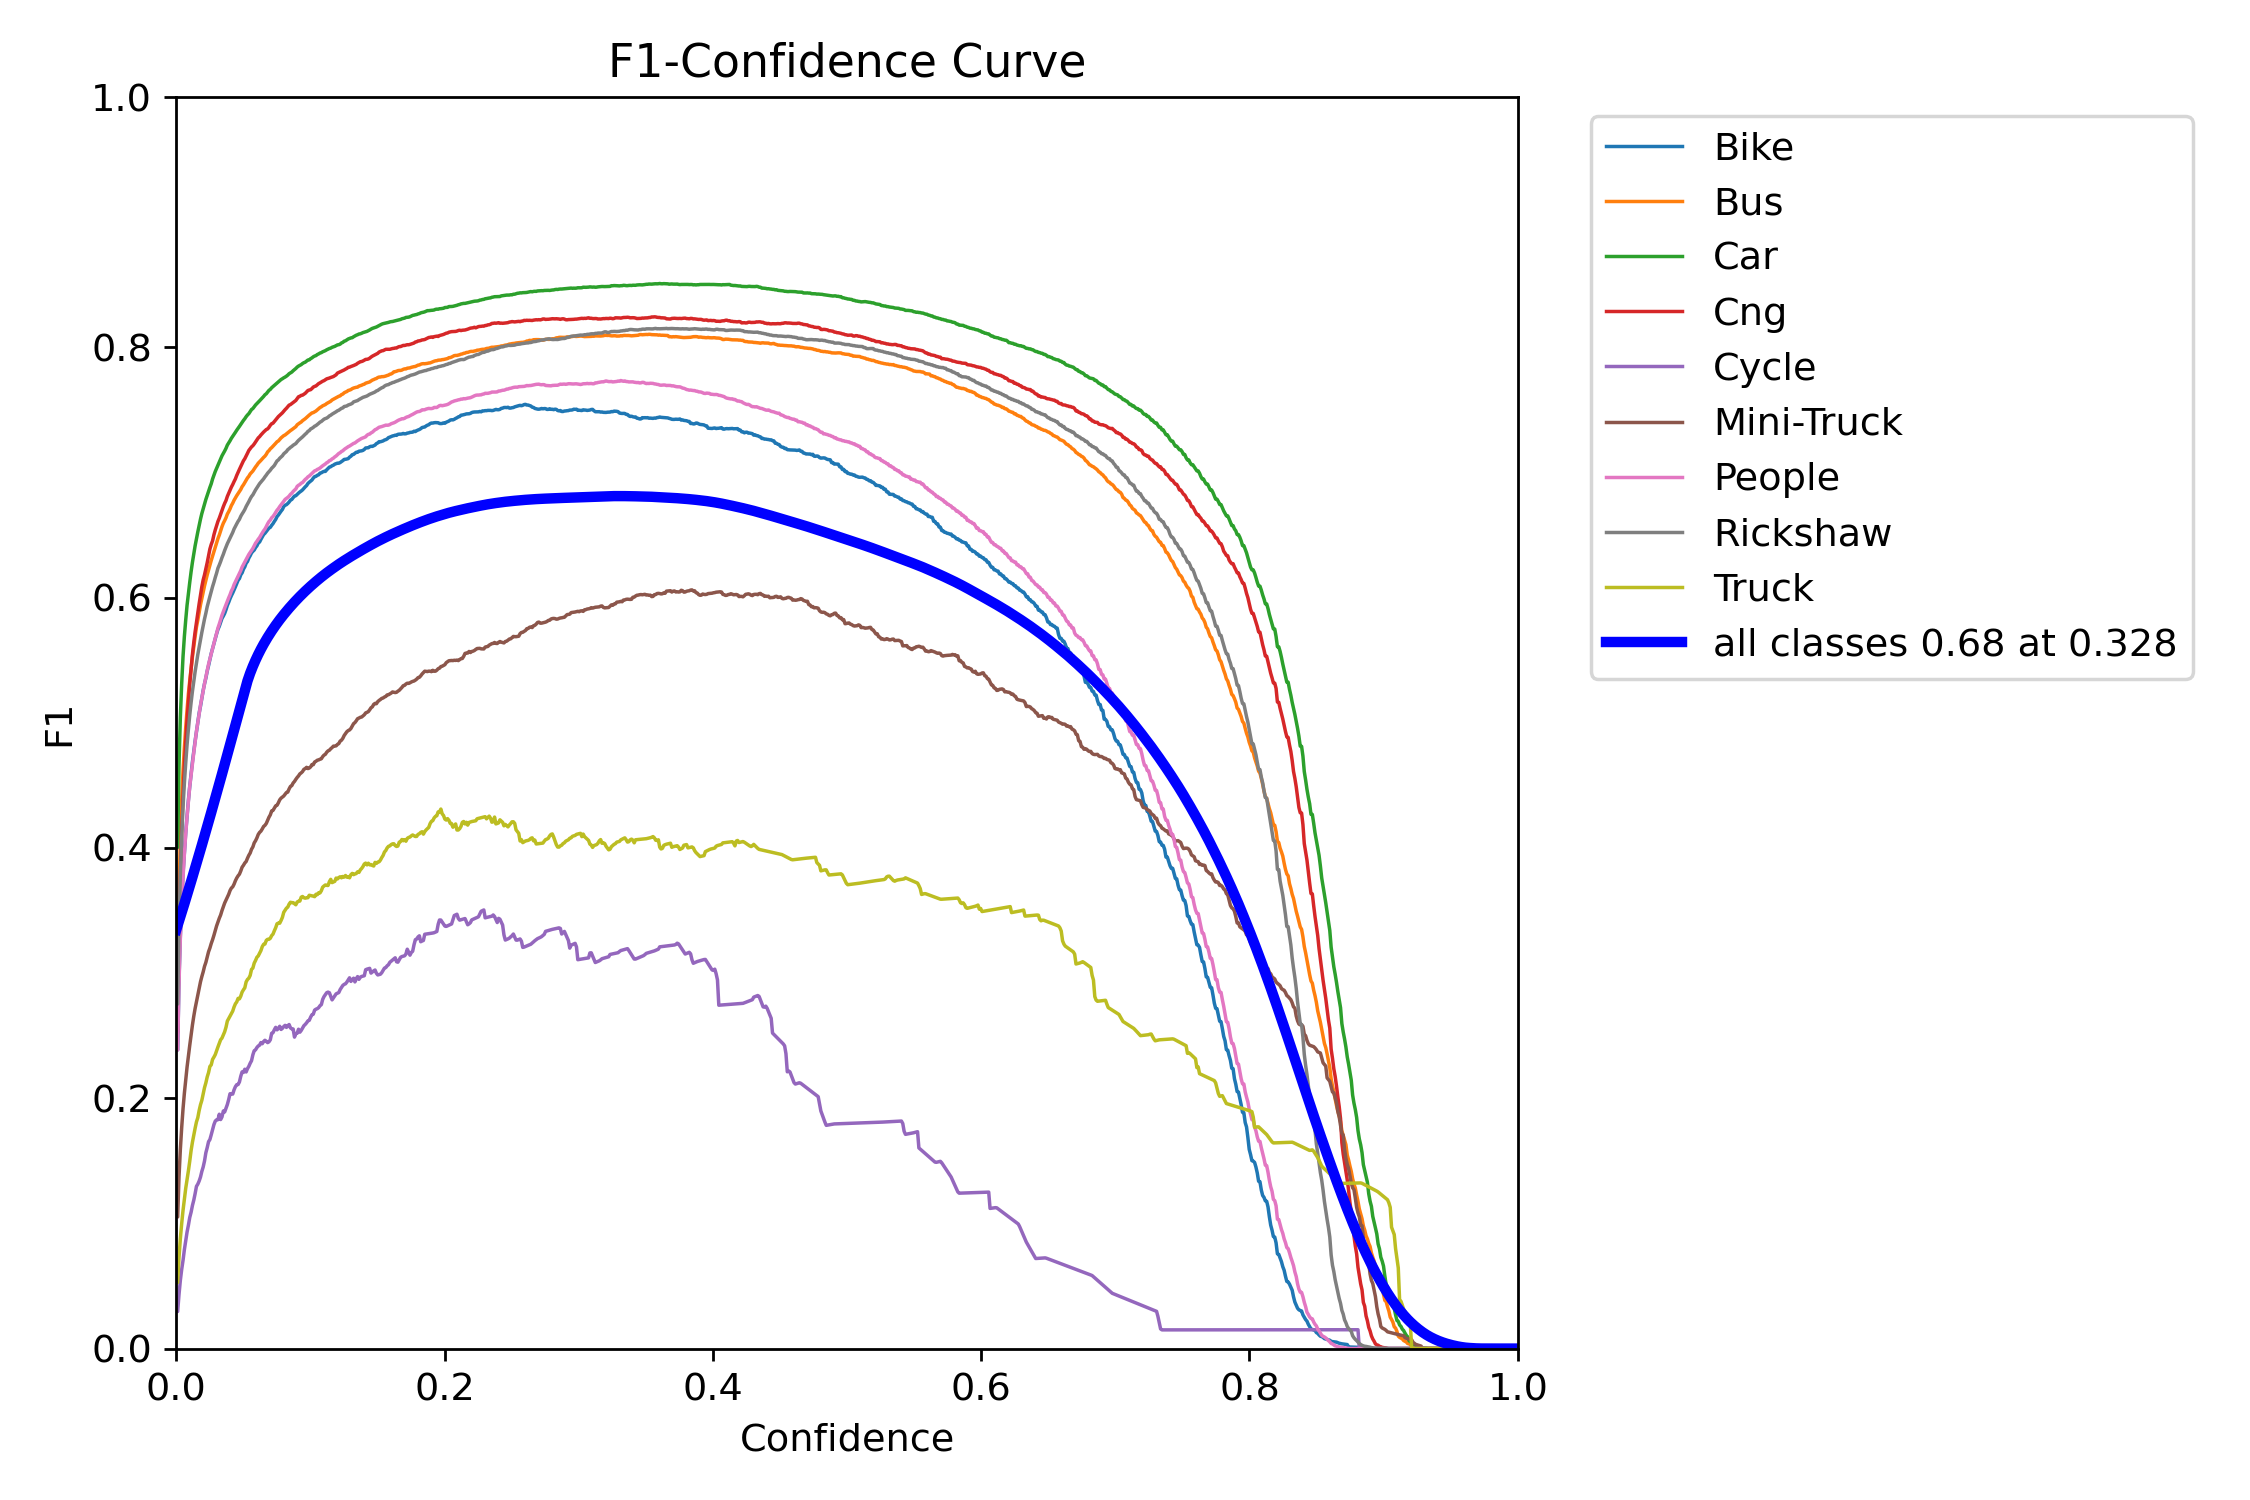 F1-Confidence Curve
1.0
0.8
0.6
0.4
0.2
0.0
F1
0.0 0.2 0.4 0.6 0.8 1.0
Confidence
Bike
Bus
Car
Cng
Cycle
Mini-Truck
People
Rickshaw
Truck
all classes 0.68 at 0.328